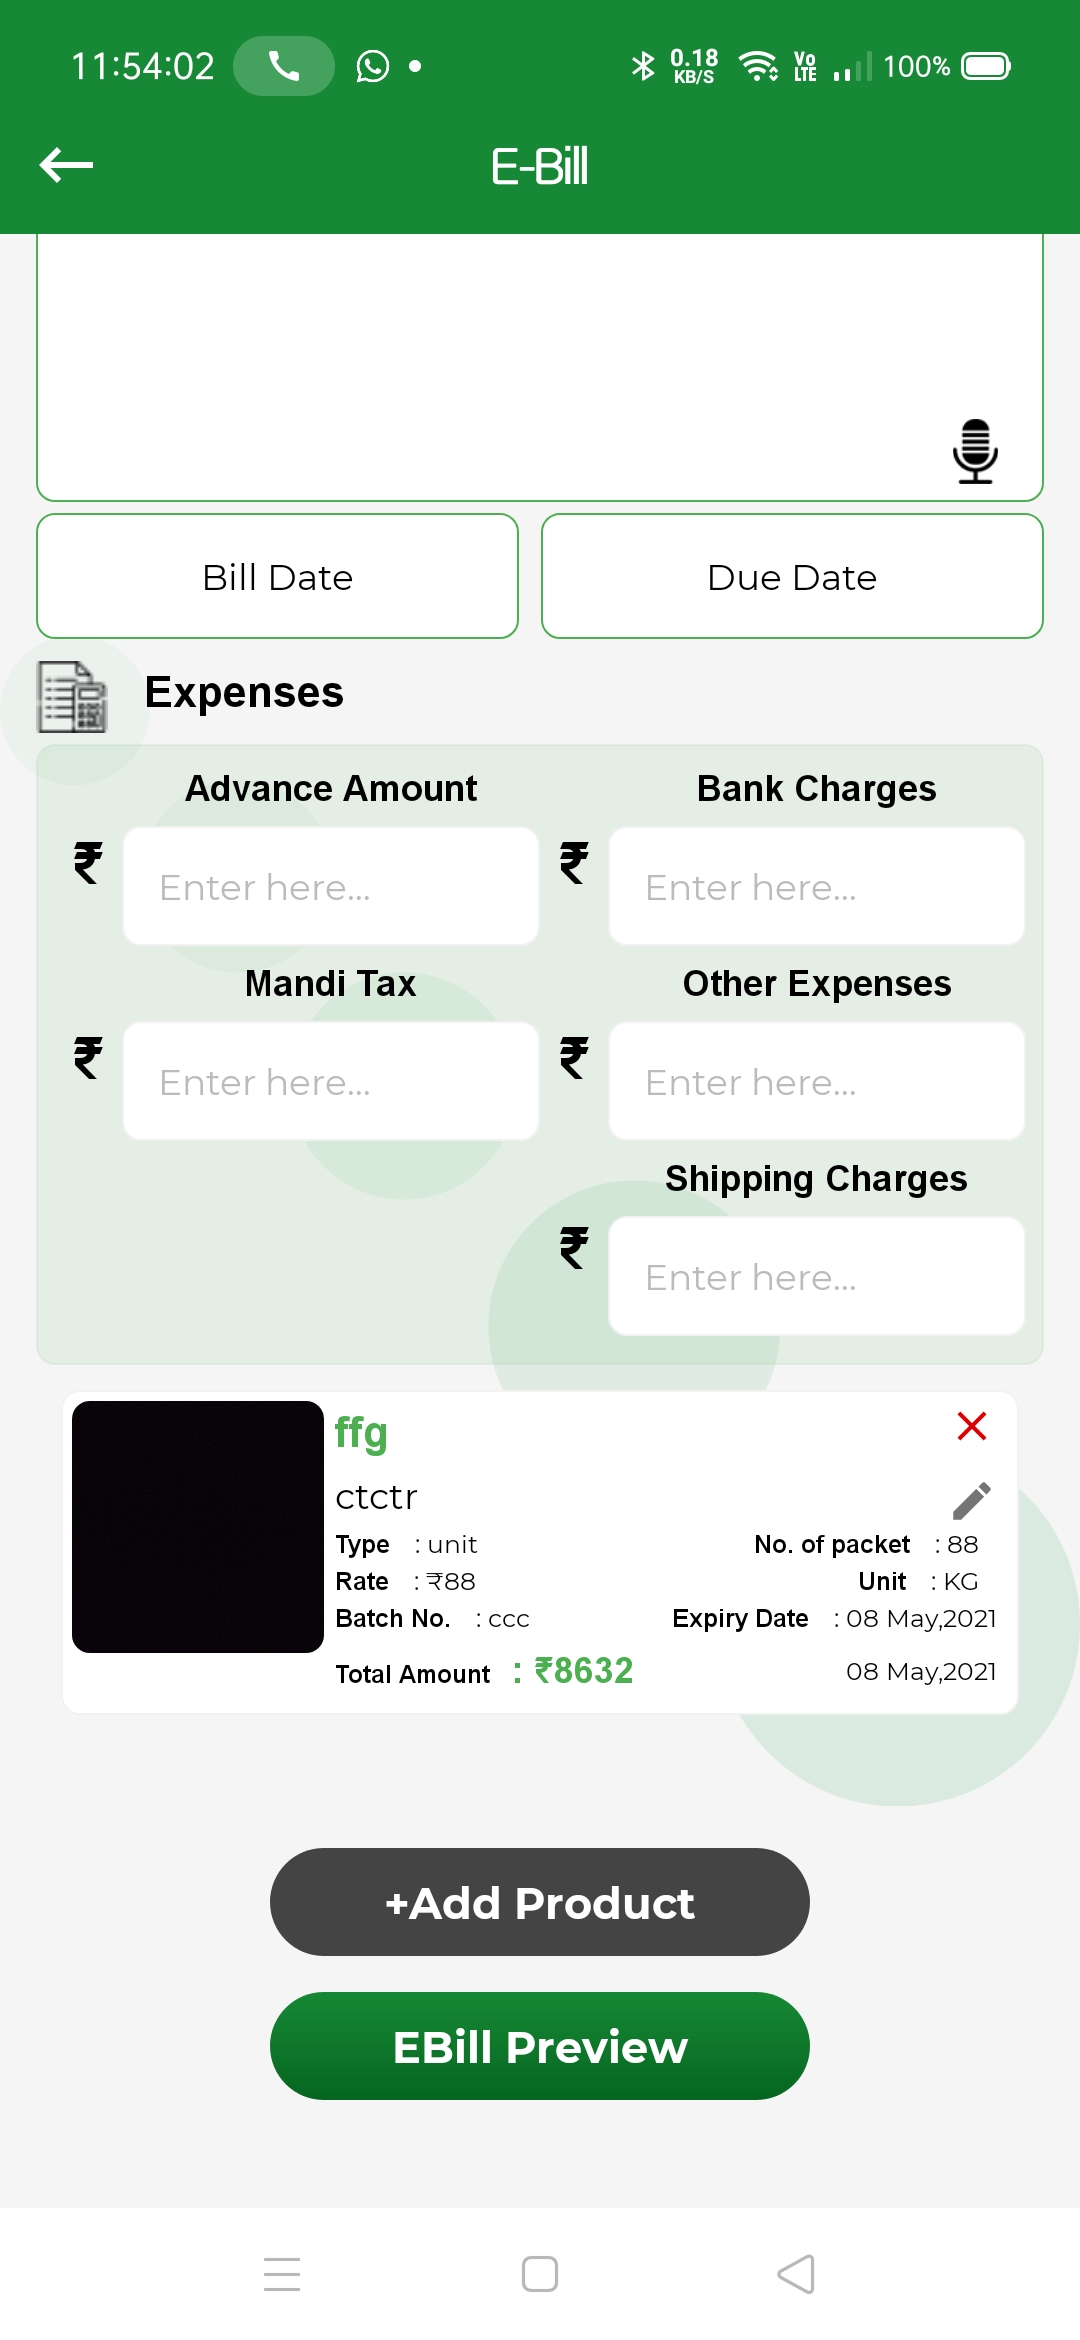 11:54:02 0.18 KB/S Vo LTE 100%
E-Bill
Bill Date Due Date
Expenses
Advance Amount Bank Charges
₹ Enter here... ₹ Enter here...
Mandi Tax Other Expenses
₹ Enter here... ₹ Enter here...
Shipping Charges
₹ Enter here...
ffg
ctctr
Type : unit No. of packet : 88
Rate : ₹88 Unit : KG
Batch No. : ccc Expiry Date : 08 May,2021
Total Amount : ₹8632 08 May,2021
+Add Product
EBill Preview